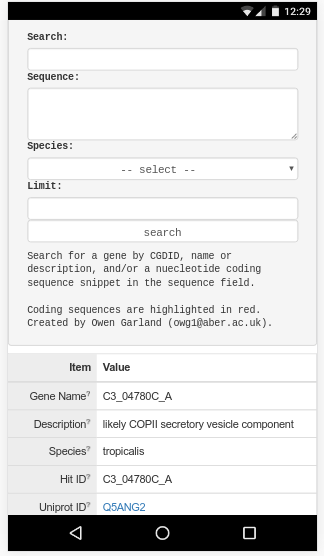 12:29
Search:
Sequence:
Species:
-- select --
Limit:
search
Search for a gene by CGDID, name or
description, and/or a nuecleotide coding
sequence snippet in the sequence field.
Coding sequences are highlighted in red.
Created by Owen Garland (owg1@aber.ac.uk).
Item Value
Gene Name? C3_04780C_A
Description? likely COPII secretory vesicle component
Species? tropicalis
Hit ID? C3_04780C_A
Uniprot ID? Q5ANG2